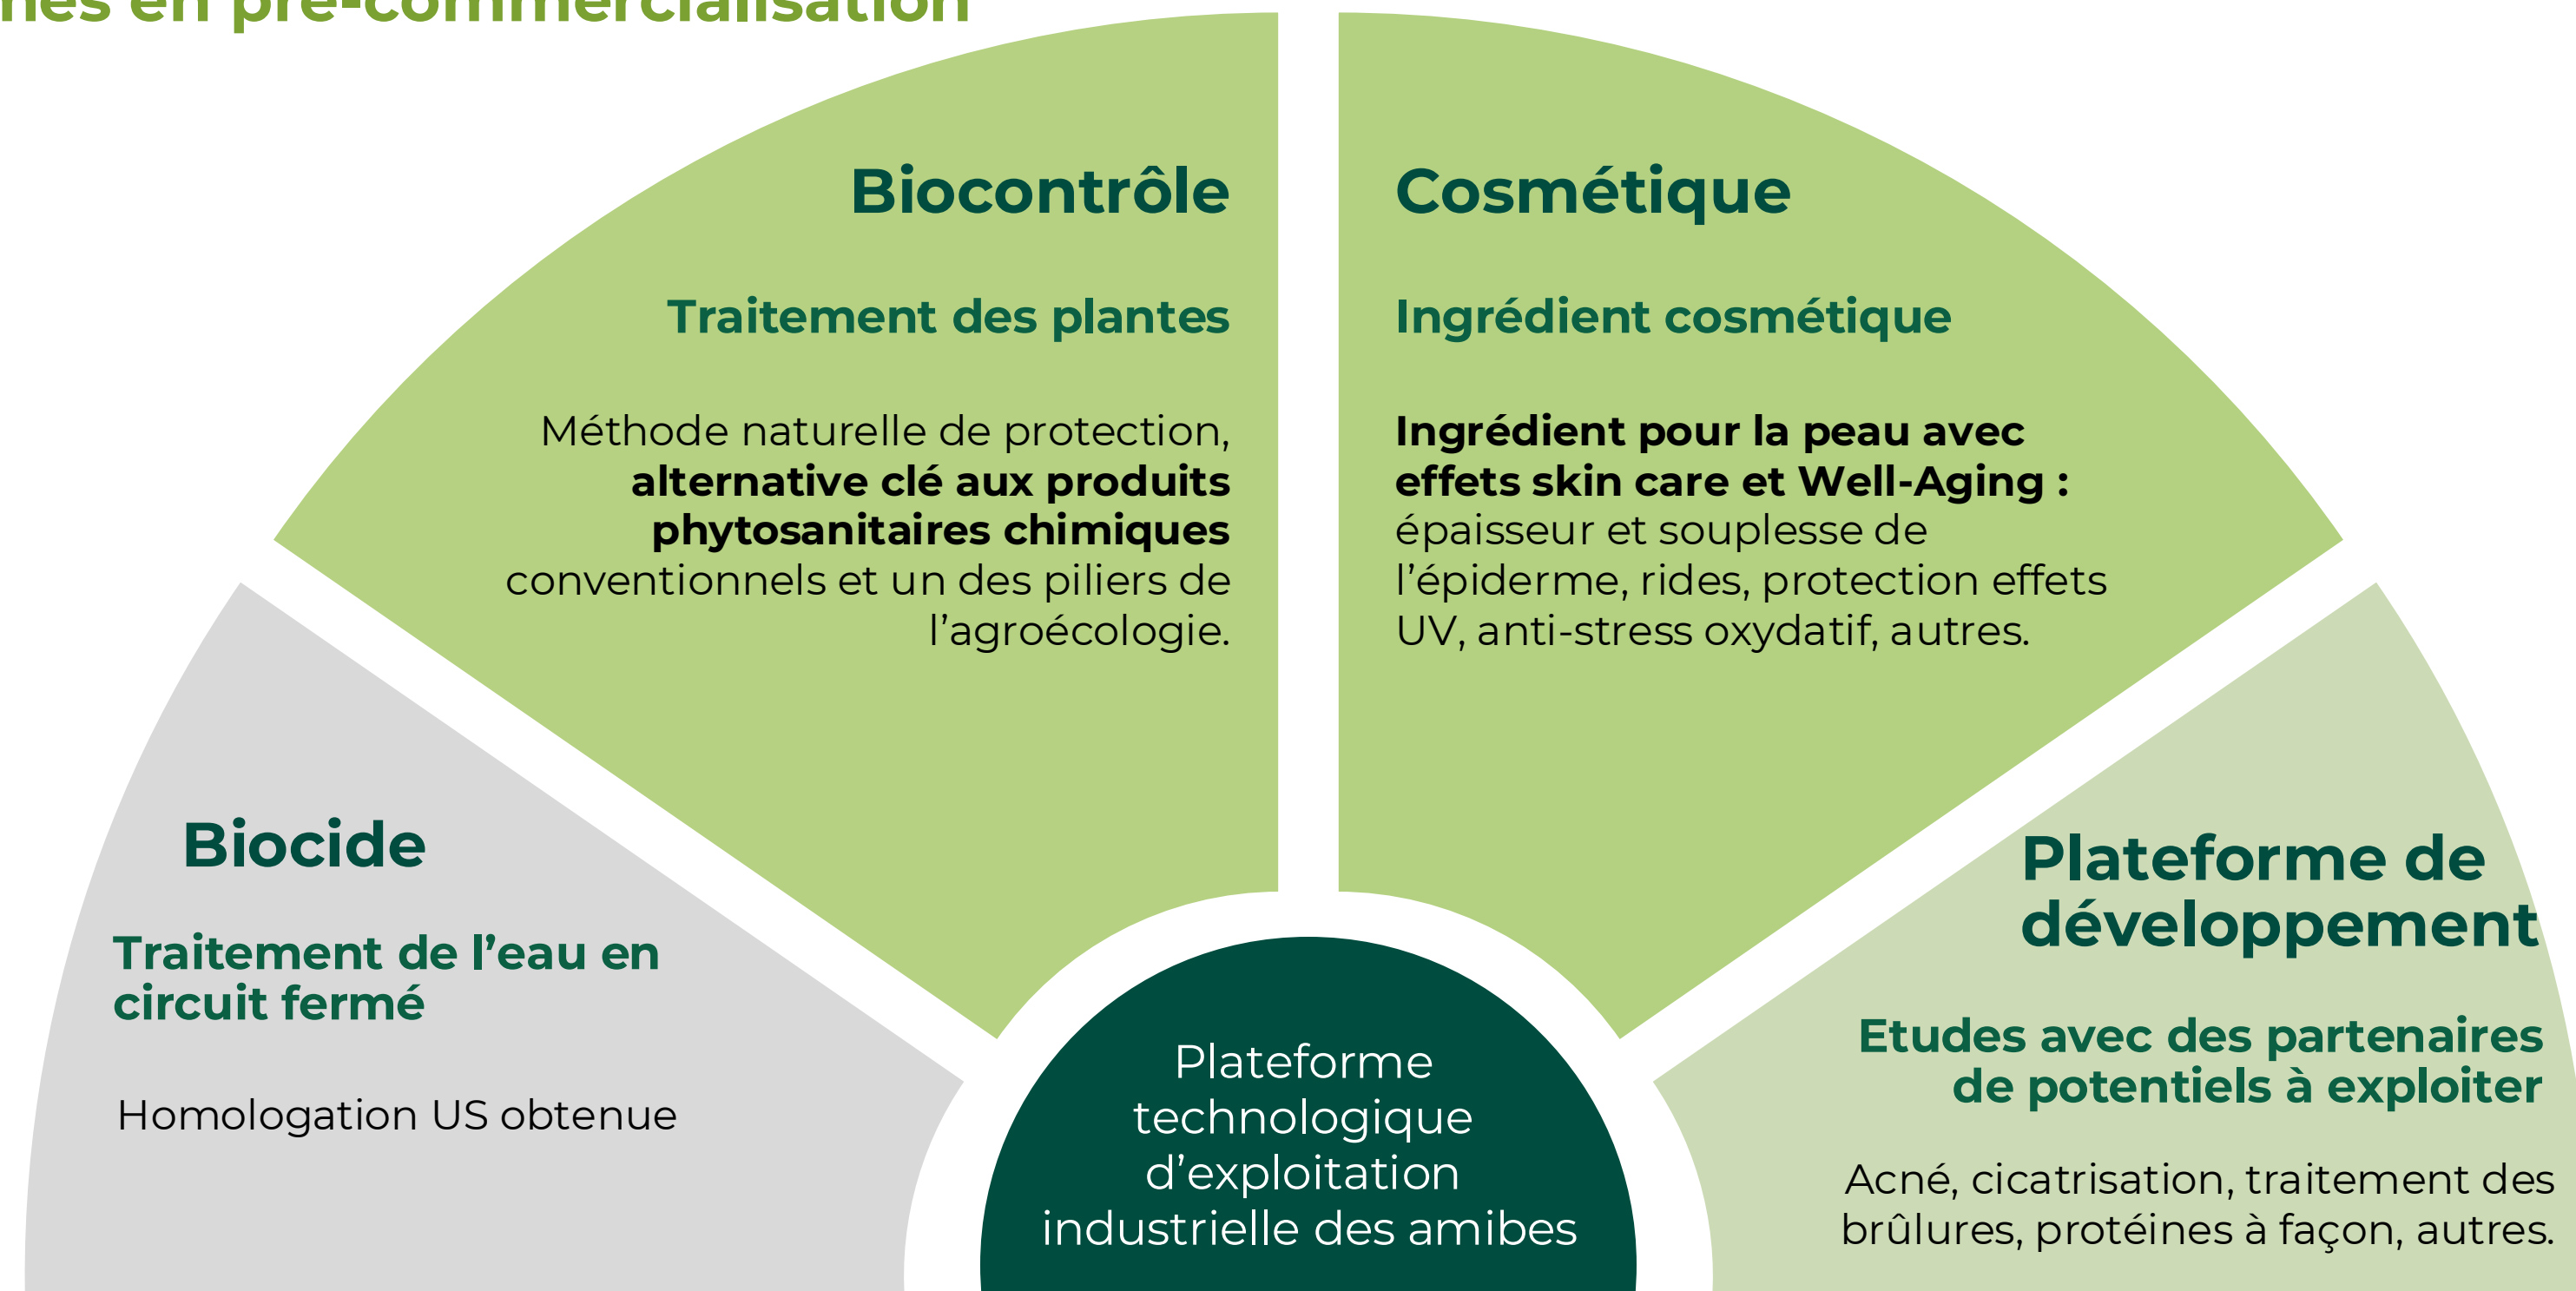 en pré-commercialisation
Biocontrôle
Traitement des plantes
Méthode naturelle de protection,
alternative clé aux produits
phytosanitaires chimiques
conventionnels et un des piliers de
l’agroécologie.
Cosmétique
Ingrédient cosmétique
Ingrédient pour la peau avec
effets skin care et Well-Aging :
épaisseur et souplesse de
l’épiderme, rides, protection effets
UV, anti-stress oxydatif, autres.
Biocide
Traitement de l’eau en
circuit fermé
Homologation US obtenue
Plateforme
technologique
d’exploitation
industrielle des amibes
Plateforme de
développement
Etudes avec des partenaires
de potentiels à exploiter
Acné, cicatrisation, traitement des
brûlures, protéines à façon, autres.